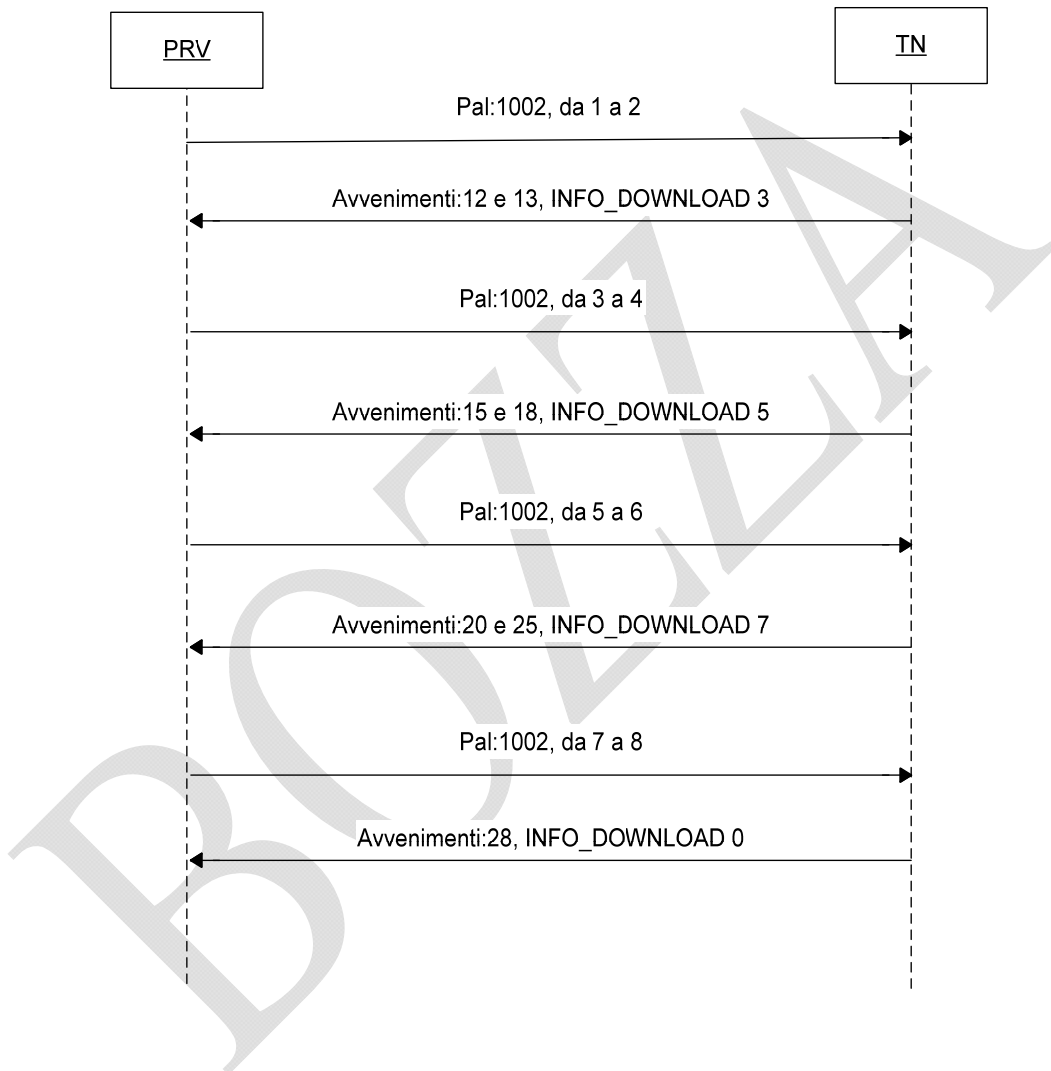 PRV
TN
Pal:1002, da 1 a 2
Avvenimenti:12 e 13, INFO_DOWNLOAD 3
Pal:1002, da 3 a 4
Avvenimenti:15 e 18, INFO_DOWNLOAD 5
Pal:1002, da 5 a 6
Avvenimenti:20 e 25, INFO_DOWNLOAD 7
Pal:1002, da 7 a 8
Avvenimenti:28, INFO_DOWNLOAD 0
BOZZA